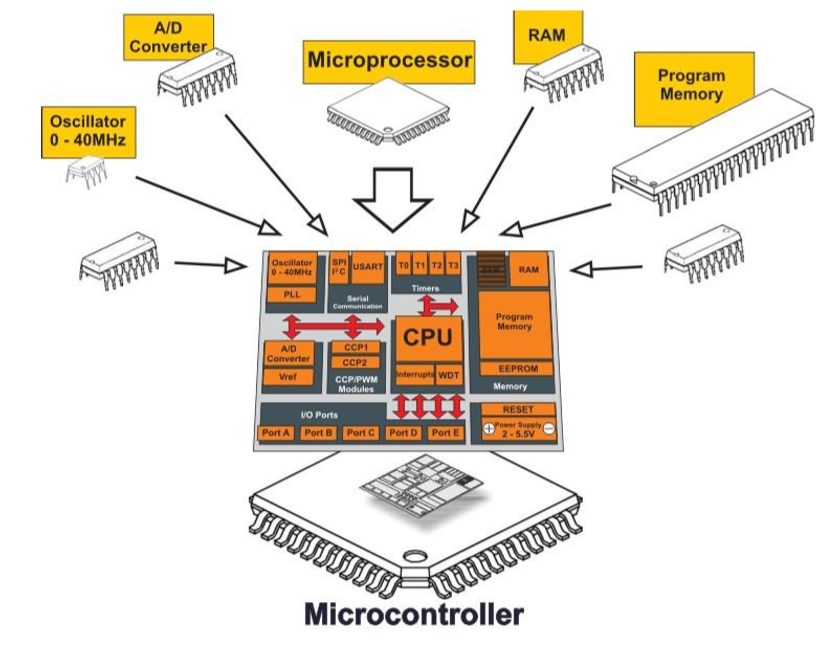 A/D
Converter
Microprocessor
RAM
Program
Memory
Oscillator
0 - 40MHz
Oscillator
0 - 40MHz
PLL
SPI
I²C
USART
Serial
Communication
T0 T1 T2 T3
Timers
RAM
Program
Memory
EEPROM
Memory
CPU
Interrupts WDT
A/D
Converter
Vref
CCP1
CCP2
CCP/PWM
Modules
I/O Ports
Port A Port B Port C Port D Port E
RESET
Power Supply
2 - 5.5V
Microcontroller